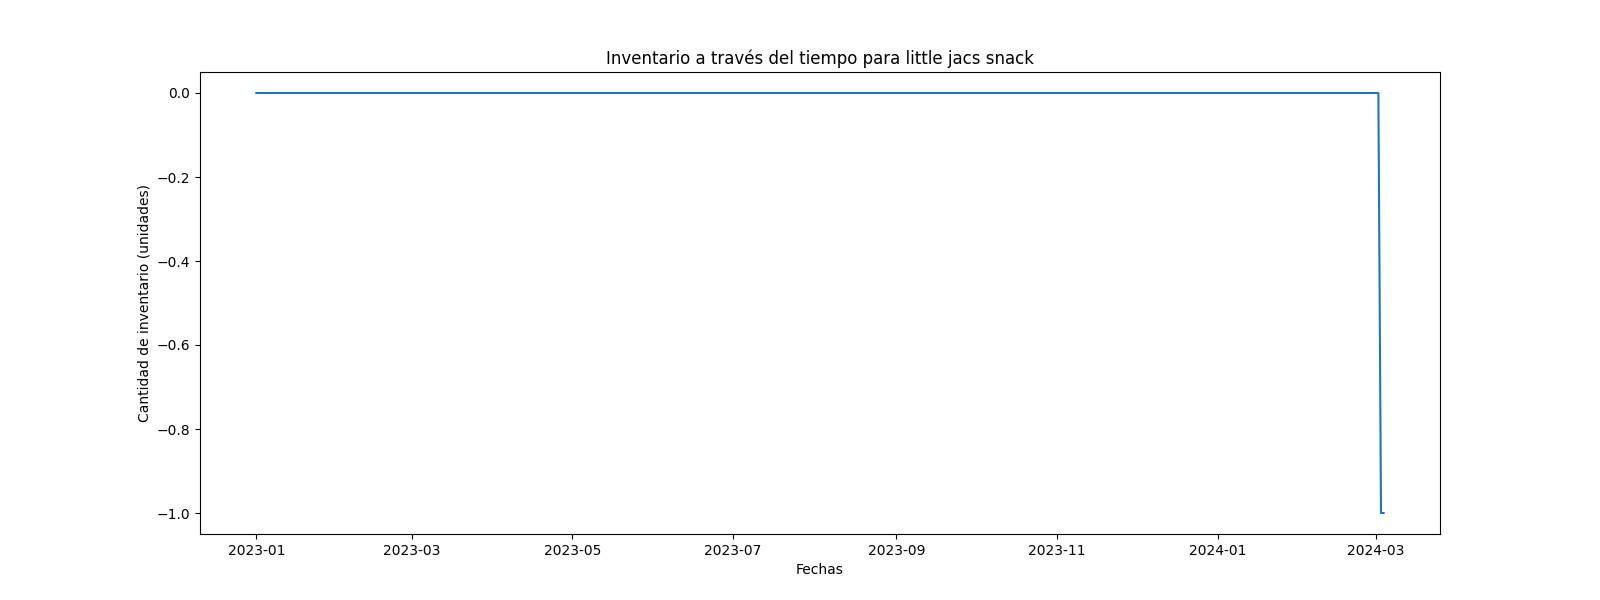 Inventario a través del tiempo para little jacs snack
Cantidad de inventario (unidades)
0.0
−0.2
−0.4
−0.6
−0.8
−1.0
2023-01 2023-03 2023-05 2023-07 2023-09 2023-11 2024-01 2024-03
Fechas